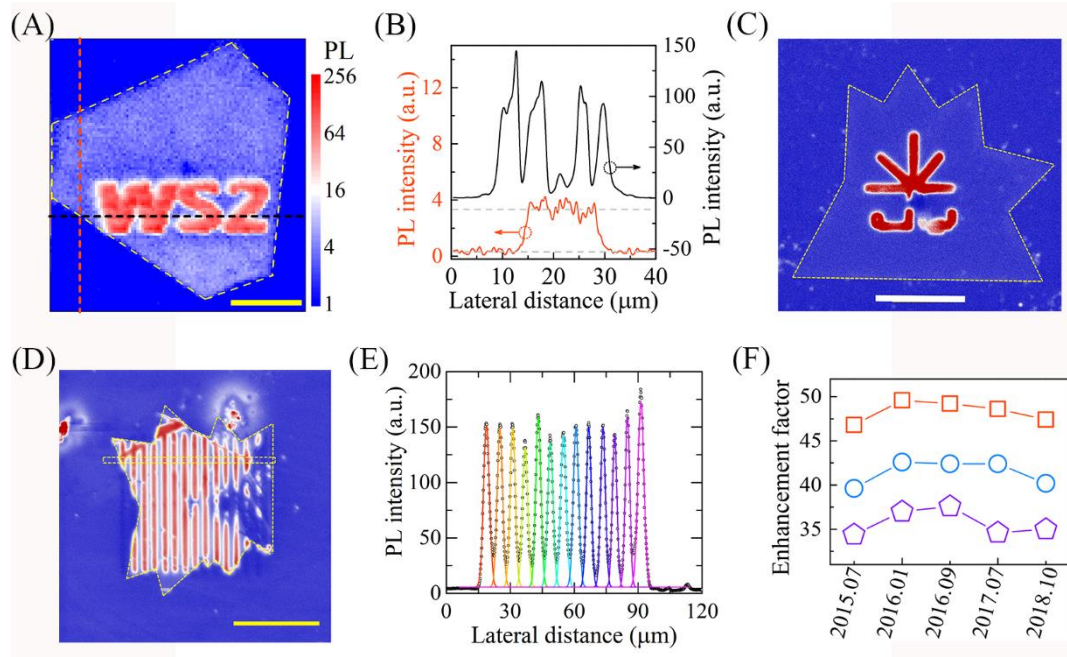 (A)
PL
256
64
16
4
1
WS2
(B)
PL intensity (a.u.)
12
8
4
0
150
100
50
0
−50
PL intensity (a.u.)
0 10 20 30 40
Lateral distance (μm)
(C)
(D)
(E)
PL intensity (a.u.)
200
150
100
50
0
0 30 60 90 120
Lateral distance (μm)
(F)
Enhancement factor
50
45
40
35
2015.07
2016.01
2016.09
2017.07
2018.10